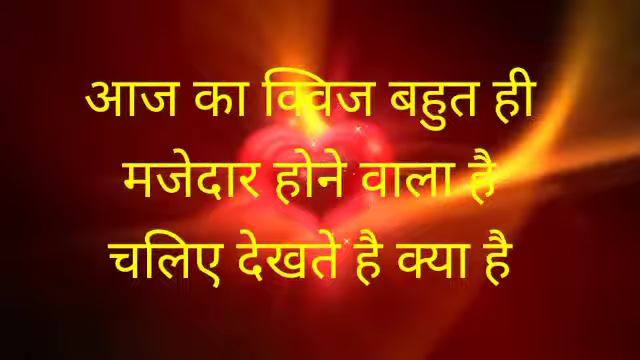 आज का क्विज बहुत ही
मजेदार होने वाला है
चलिए देखते है क्या है